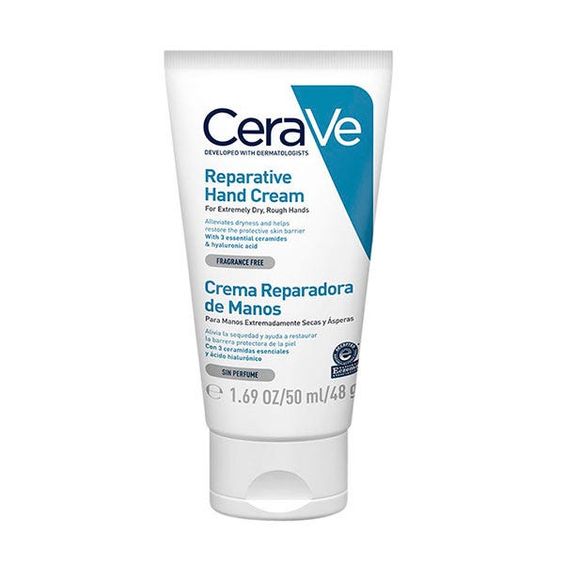 CeraVe
DEVELOPED WITH DERMATOLOGISTS
Reparative
Hand Cream
For Extremely Dry, Rough Hands
Alleviates dryness and helps
restore the protective skin barrier
With 3 essential ceramides
& hyaluronic acid
FRAGRANCE FREE
Crema Reparadora
de Manos
Para Manos Extremadamente Secas y Ásperas
Alivia la sequedad y ayuda a restaurar
la barrera protectora de la piel
Con 3 ceramidas esenciales
y ácido hialurónico
SIN PERFUME
℮ 1.69 OZ/50 ml/48 g